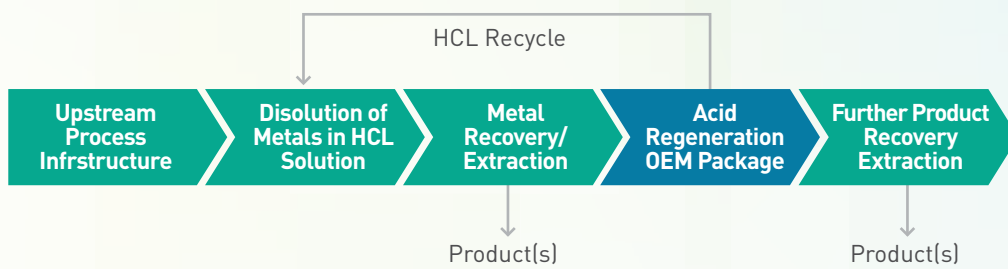 HCL Recycle
Upstream
Process
Infrstructure
Disolution of
Metals in HCL
Solution
Metal
Recovery/
Extraction
Acid
Regeneration
OEM Package
Further Product
Recovery
Extraction
Product(s)
Product(s)